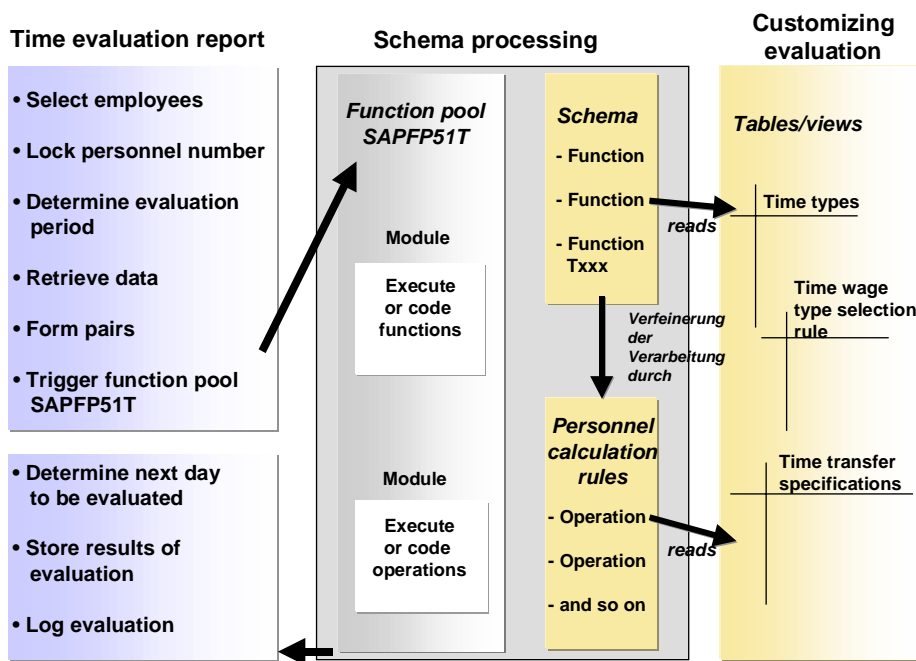 Time evaluation report
• Select employees
• Lock personnel number
• Determine evaluation
period
• Retrieve data
• Form pairs
• Trigger function pool
SAPFP51T
• Determine next day
to be evaluated
• Store results of
evaluation
• Log evaluation
Schema processing
Function pool
SAPFP51T
Module
Execute
or code
functions
Module
Execute
or code
operations
Schema
- Function
- Function
- Function
Txxx
reads
Verfeinerung
der
Verarbeitung
durch
Personnel
calculation
rules
- Operation
- Operation
- and so on
reads
Customizing
evaluation
Tables/views
Time types
Time wage
type selection
rule
Time transfer
specifications